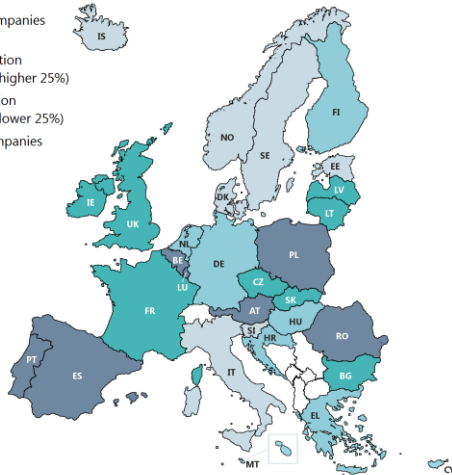 mpanies
IS
tion
higher 25%)
on
lower 25%)
mpanies
FI
NO
SE
EE
LV
DK
LT
IE
UK
NL
BE
DE
PL
LU
CZ
SK
FR
AT
HU
SI
HR
RO
PT
ES
IT
BG
EL
MT